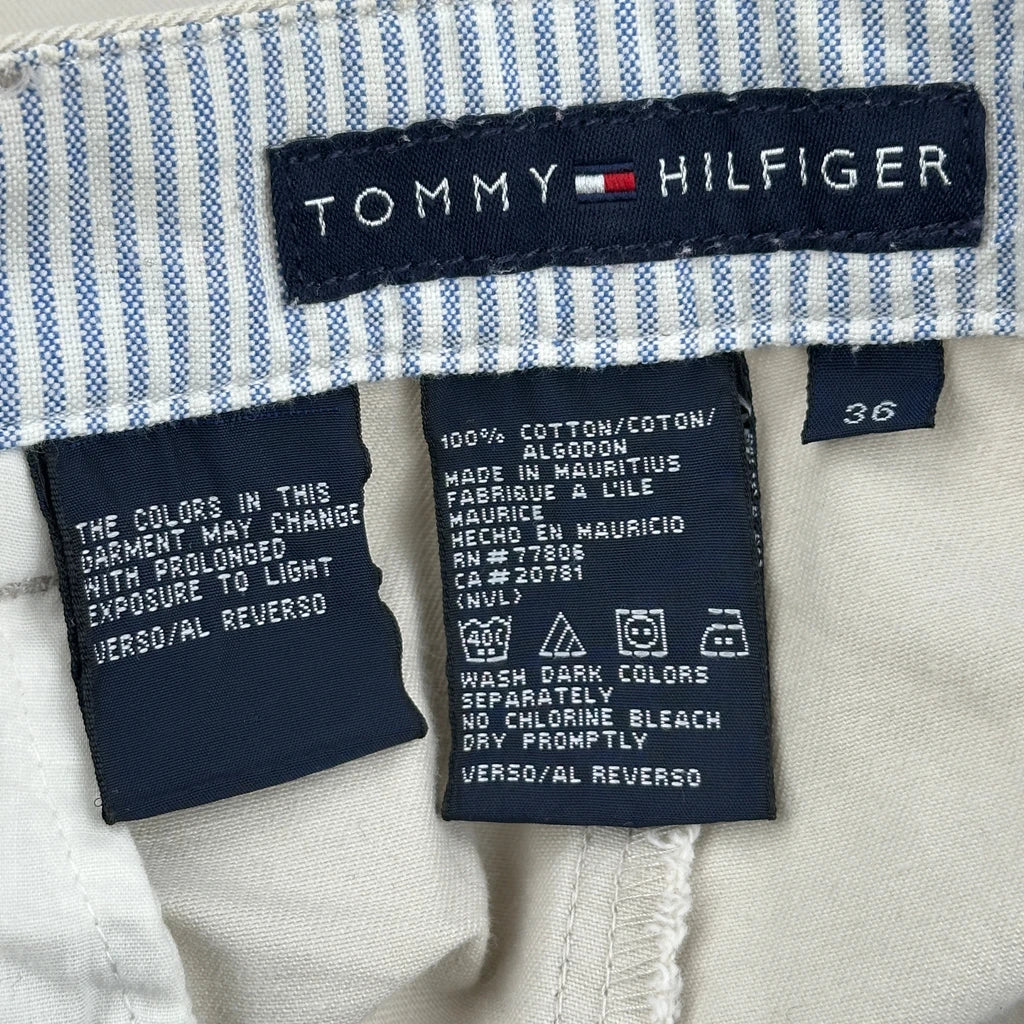 TOMMY HILFIGER
36
THE COLORS IN THIS
GARMENT MAY CHANGE
WITH PROLONGED
EXPOSURE TO LIGHT
VERSO/AL REVERSO
100% COTTON/COTON/
ALGODON
MADE IN MAURITIUS
FABRIQUE A L'ILE
MAURICE
HECHO EN MAURICIO
RN#77806
CA#20781
(NVL)
40C
WASH DARK COLORS
SEPARATELY
NO CHLORINE BLEACH
DRY PROMPTLY
VERSO/AL REVERSO